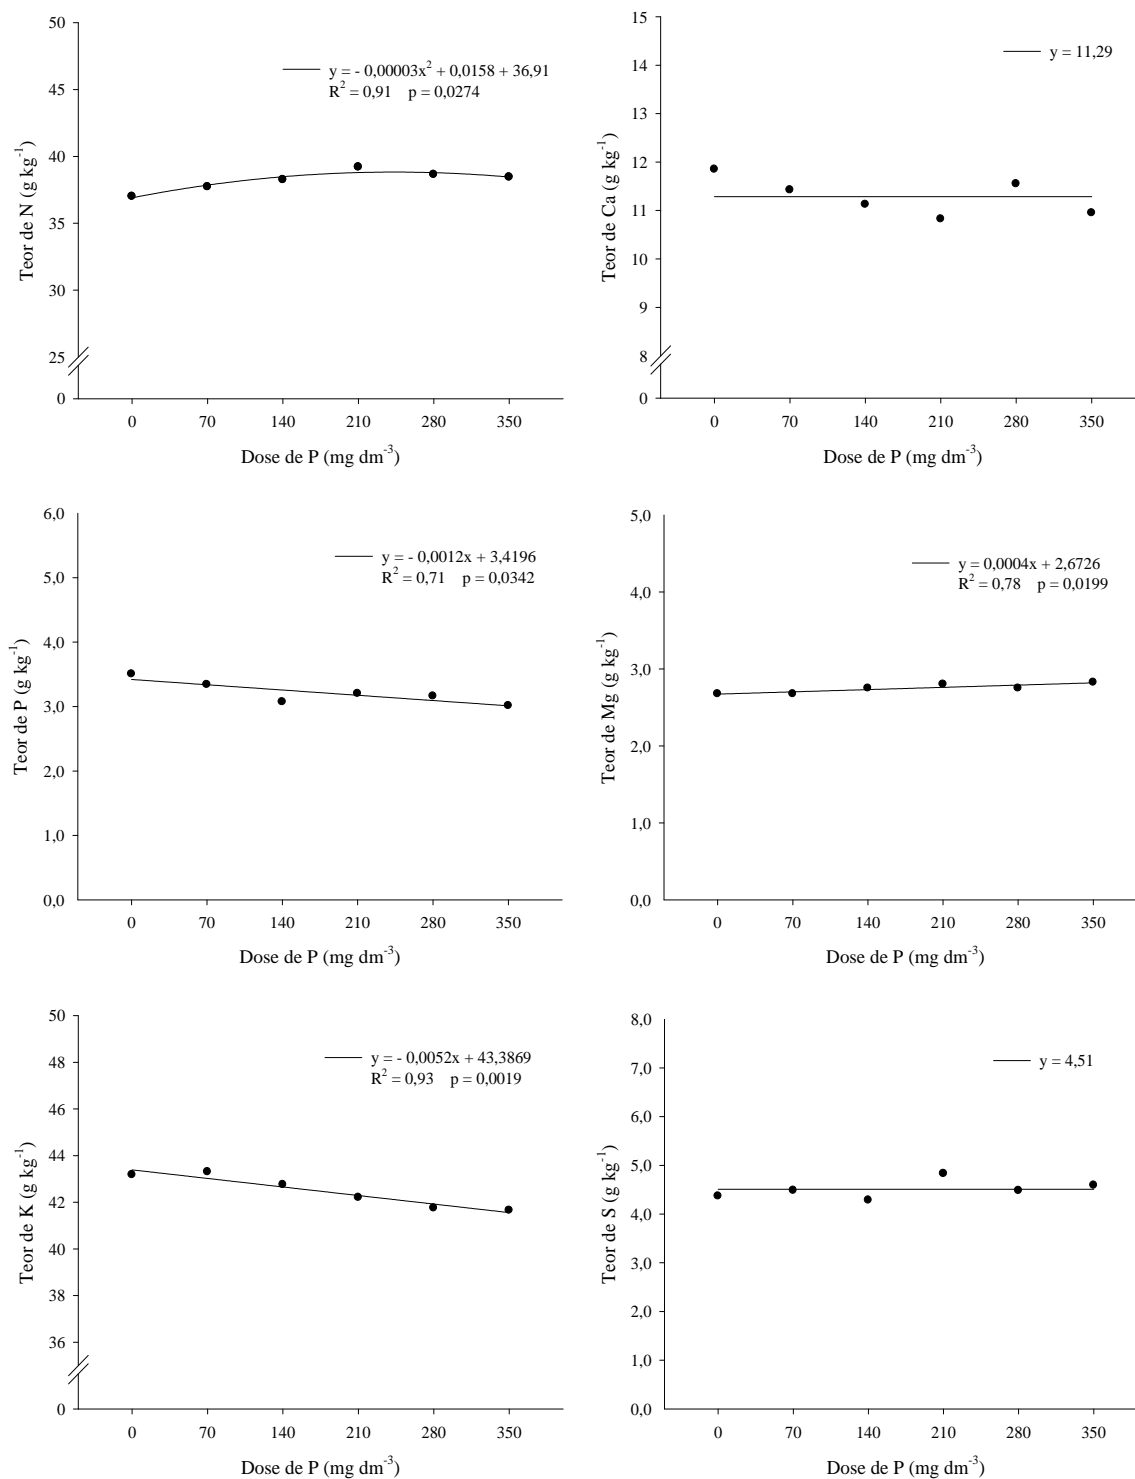 50
45
40
35
30
25
0
Teor de N (g kg⁻¹)
y = - 0,00003x² + 0,0158 + 36,91
R² = 0,91 p = 0,0274
0 70 140 210 280 350
Dose de P (mg dm⁻³)
15
14
13
12
11
10
9
8
0
Teor de Ca (g kg⁻¹)
y = 11,29
0 70 140 210 280 350
Dose de P (mg dm⁻³)
6,0
5,0
4,0
3,0
2,0
1,0
0,0
Teor de P (g kg⁻¹)
y = - 0,0012x + 3,4196
R² = 0,71 p = 0,0342
0 70 140 210 280 350
Dose de P (mg dm⁻³)
5,0
4,0
3,0
2,0
1,0
0,0
Teor de Mg (g kg⁻¹)
y = 0,0004x + 2,6726
R² = 0,78 p = 0,0199
0 70 140 210 280 350
Dose de P (mg dm⁻³)
50
48
46
44
42
40
38
36
0
Teor de K (g kg⁻¹)
y = - 0,0052x + 43,3869
R² = 0,93 p = 0,0019
0 70 140 210 280 350
Dose de P (mg dm⁻³)
8,0
7,0
6,0
5,0
4,0
3,0
2,0
1,0
0,0
Teor de S (g kg⁻¹)
y = 4,51
0 70 140 210 280 350
Dose de P (mg dm⁻³)